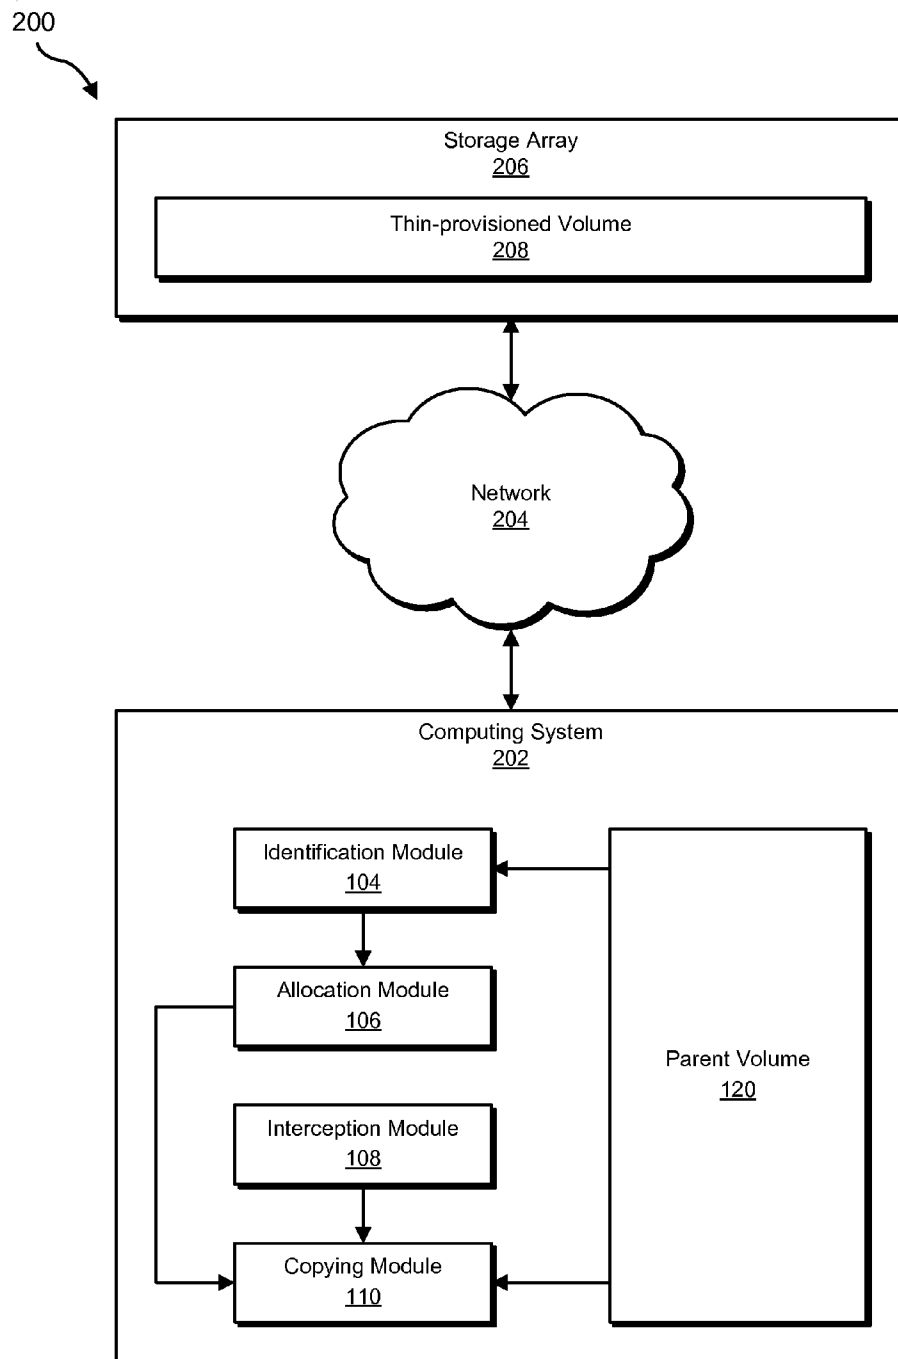 200
Storage Array
206
Thin-provisioned Volume
208
Network
204
Computing System
202
Identification Module
104
Allocation Module
106
Interception Module
108
Copying Module
110
Parent Volume
120